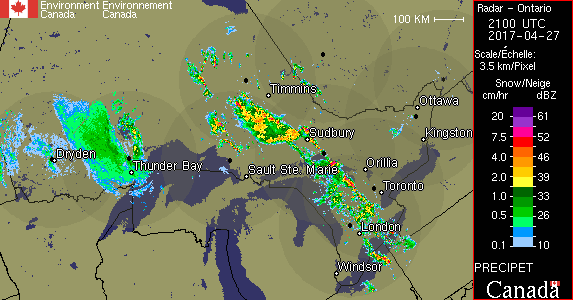 Environment Environnement
Canada Canada
100 KM
Timmins
Ottawa
Sudbury
Kingston
Dryden
Thunder Bay
Sault Ste. Marie
Orillia
Toronto
London
Windsor
Radar - Ontario
2100 UTC
2017-04-27
Scale/Échelle:
3.5 km/Pixel
Snow/Neige
cm/hr dBZ
20 61
7.5 57
5.5 52
4.0 46
2.0 39
1.0 33
0.5 26
0.1 10
PRECIPET
Canada